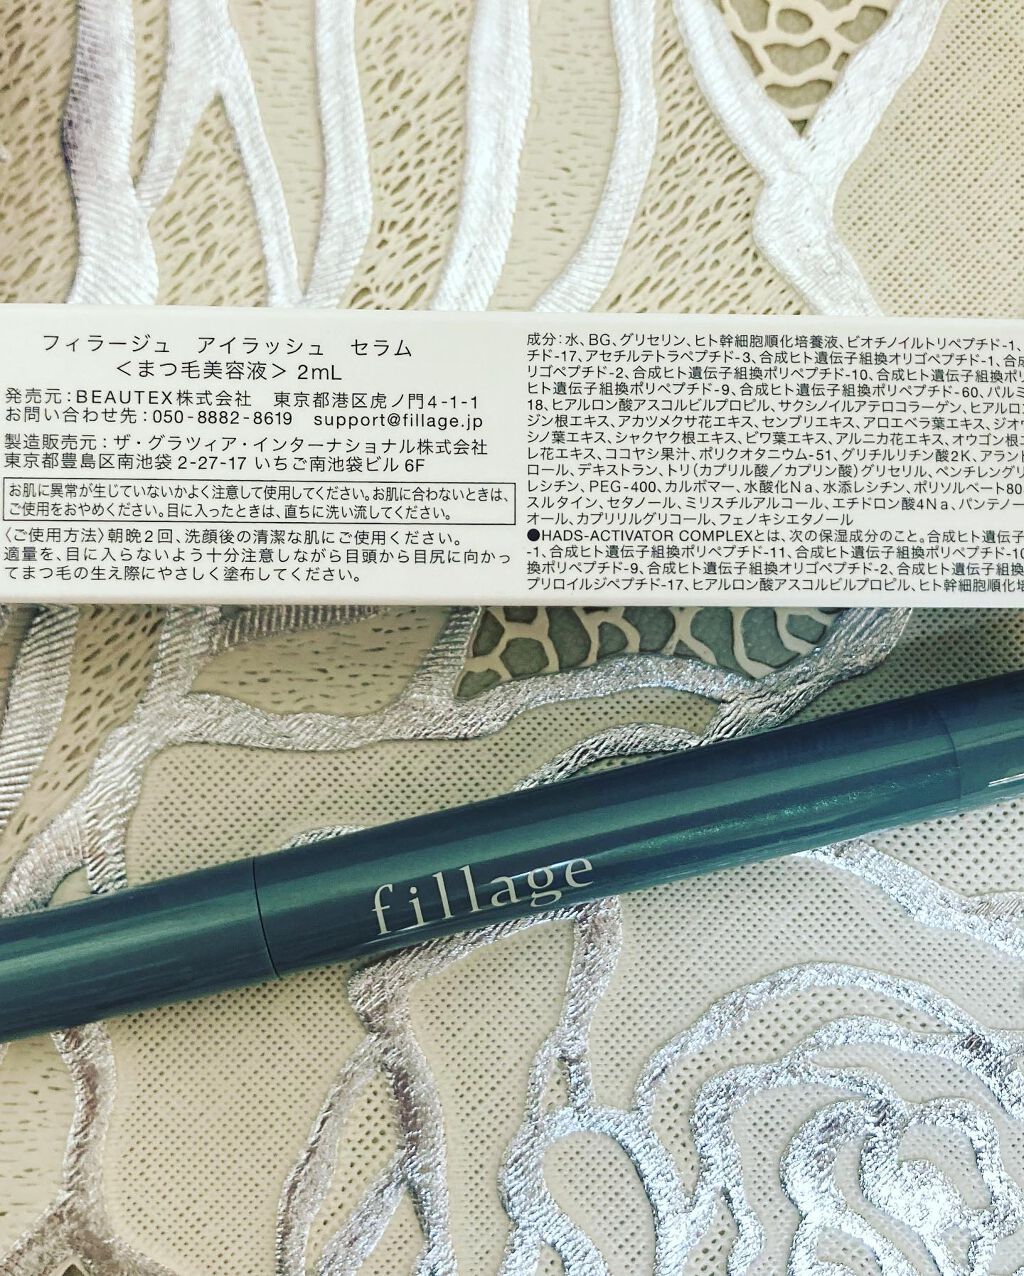 フィラージュ アイラッシュ セラム
＜まつ毛美容液＞ 2mL
発売元：BEAUTEX株式会社 東京都港区虎ノ門4-1-1
お問い合わせ先：050-8882-8619 support@fillage.jp
製造販売元：ザ・グラツィア・インターナショナル株式会社
東京都豊島区南池袋 2-27-17 いちご南池袋ビル 6F
お肌に異常が生じていないかよく注意して使用してください。お肌に合わないときは、
ご使用をおやめください。目に入ったときは、直ちに洗い流してください。
〈ご使用方法〉朝晩2回、洗顔後の清潔な肌にご使用ください。
適量を、目に入らないよう十分注意しながら目頭から目尻に向かっ
てまつ毛の生え際にやさしく塗布してください。
成分：水、BG、グリセリン、ヒト幹細胞順化培養液、ビオチノイルトリペプチド-1、
チド-17、アセチルテトラペプチド-3、合成ヒト遺伝子組換オリゴペプチド-1、合成
リゴペプチド-2、合成ヒト遺伝子組換ポリペプチド-10、合成ヒト遺伝子組換ポリ
ヒト遺伝子組換ポリペプチド-9、合成ヒト遺伝子組換ポリペプチド-60、パルミ
18、ヒアルロン酸アスコルビルプロピル、サクシノイルアテロコラーゲン、ヒアルロ
ジン根エキス、アカツメクサ花エキス、センブリエキス、アロエベラ葉エキス、ジオ
シノ葉エキス、シャクヤク根エキス、ビワ葉エキス、アルニカ花エキス、オウゴン根エ
レ花エキス、ココヤシ果汁、ポリクオタニウム-51、グリチルリチン酸2K、アラント
ロール、デキストラン、トリ（カプリル酸／カプリン酸）グリセリル、ペンチレングリ
レシチン、PEG-400、カルボマー、水酸化Na、水添レシチン、ポリソルベート80
スルタイン、セタノール、ミリスチルアルコール、エチドロン酸4Na、パンテノー
オール、カプリリルグリコール、フェノキシエタノール
●HADS-ACTIVATOR COMPLEXとは、次の保湿成分のこと。合成ヒト遺伝子
-1、合成ヒト遺伝子組換ポリペプチド-11、合成ヒト遺伝子組換ポリペプチド-10、
換ポリペプチド-9、合成ヒト遺伝子組換オリゴペプチド-2、合成ヒト遺伝子組換
プリロイルジペプチド-17、ヒアルロン酸アスコルビルプロピル、ヒト幹細胞順化培
fillage